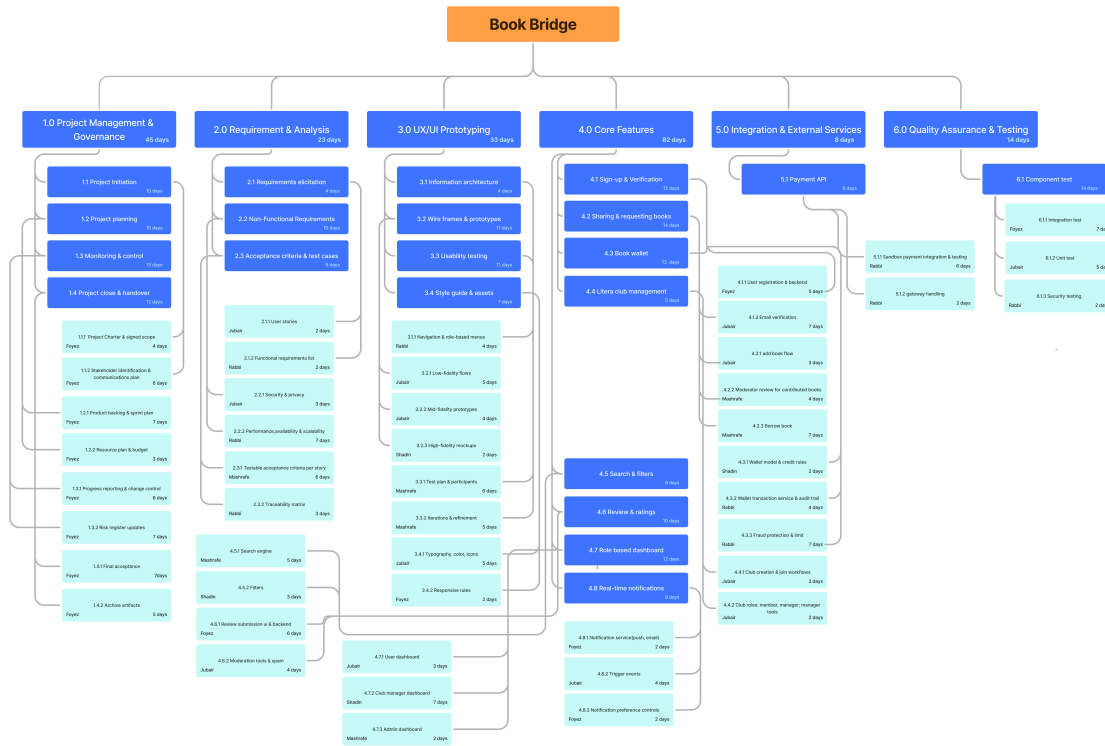 Book Bridge
1.0 Project Management &
Governance
45 days
2.0 Requirement & Analysis
23 days
3.0 UX/UI Prototyping
33 days
4.0 Core Features
82 days
5.0 Integration & External Services
8 days
6.0 Quality Assurance & Testing
14 days
1.1 Project Initiation
10 days
1.2 Project planning
10 days
1.3 Monitoring & control
13 days
1.4 Project close & handover
12 days
1.1.1 Project Charter & signed scope
Foyez 4 days
1.1.2 Stakeholder identification &
communications plan
Foyez 6 days
1.2.1 Product backlog & sprint plan
Foyez 7 days
1.2.2 Resource plan & budget
Foyez 3 days
1.3.1 Progress reporting & change control
Foyez 6 days
1.3.2 Risk register updates
Foyez 7 days
1.4.1 Final acceptance
Foyez 7days
1.4.2 Archive artifacts
Foyez 5 days
2.1 Requirements elicitation
4 days
2.2 Non-Functional Requirements
10 days
2.3 Acceptance criteria & test cases
9 days
2.1.1 User stories
Jubair 2 days
2.1.2 Functional requirements list
Rabbi 2 days
2.2.1 Security & privacy
Jubair 3 days
2.2.2 Performance,availability & scalability
Rabbi 7 days
2.3.1 Testable acceptance criteria per story
Mashrafe 6 days
2.3.2 Traceability matrix
Rabbi 3 days
4.5.1 Search engine
Mashrafe 5 days
4.5.2 Filters
Shadin 3 days
4.6.1 Review submission ui & backend
Foyez 6 days
4.6.2 Moderation tools & spam
Jubair 4 days
3.1 Information architecture
4 days
3.2 Wire frames & prototypes
11 days
3.3 Usability testing
11 days
3.4 Style guide & assets
7 days
3.1.1 Navigation & role-based menus
Rabbi 4 days
3.2.1 Low-fidelity flows
Jubair 5 days
3.2.2 Mid-fidelity prototypes
Jubair 4 days
3.2.3 High-fidelity mockups
Shadin 2 days
3.3.1 Test plan & participants
Mashrafe 6 days
3.3.2 Iterations & refinement
Mashrafe 5 days
3.4.1 Typography, color, icons
Jubair 5 days
3.4.2 Responsive rules
Foyez 2 days
4.7.1 User dashboard
Jubair 3 days
4.7.2 Club manager dashboard
Shadin 7 days
4.7.3 Admin dashboard
Mashrafe 2 days
4.1 Sign-up & Verification
12 days
4.2 Sharing & requesting books
14 days
4.3 Book wallet
13 days
4.4 Litera club management
5 days
4.5 Search & filters
8 days
4.6 Review & ratings
10 days
4.7 Role based dashboard
12 days
4.8 Real-time notifications
8 days
4.8.1 Notification service(push, email)
Foyez 2 days
4.8.2 Trigger events
Jubair 4 days
4.8.3 Notification preference controls
Foyez 2 days
5.1 Payment API
8 days
4.1.1 User registration & backend
Foyez 5 days
4.1.2 Email verification
Jubair 7 days
4.2.1 add book flow
Jubair 3 days
4.2.2 Moderator review for contributed books
Mashrafe 4 days
4.2.3 Borrow book
Mashrafe 7 days
4.3.1 Wallet model & credit rules
Shadin 2 days
4.3.2 Wallet transaction service & audit trail
Rabbi 4 days
4.3.3 Fraud protection & limit
Rabbi 7 days
4.4.1 Club creation & join workflows
Jubair 3 days
4.4.2 Club roles: member, manager; manager
tools
Jubair 2 days
5.1.1 Sandbox payment integration & testing
Rabbi 6 days
5.1.2 gateway handling
Rabbi 2 days
6.1 Component test
14 days
6.1.1 Integration test
Foyez 7
6.1.2 Unit test
Jubair 5
6.1.3 Security testing
Rabbi 2